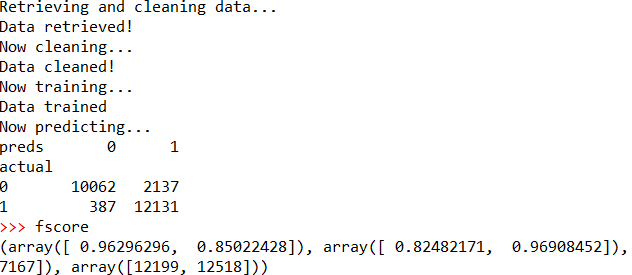 Retrieving and cleaning data...
Data retrieved!
Now cleaning...
Data cleaned!
Now training...
Data trained
Now predicting...
preds 0 1
actual
0 10062 2137
1 387 12131
>>> fscore
(array([ 0.96296296, 0.85022428]), array([ 0.82482171, 0.96908452]),
7167]), array([12199, 12518]))